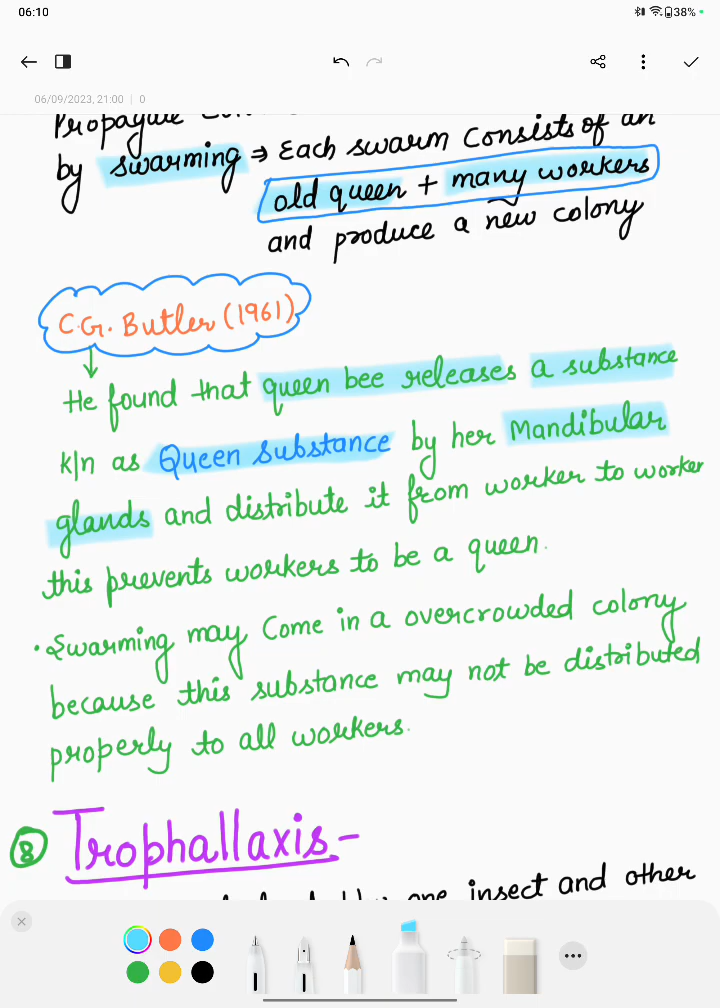 06:10
38%
06/09/2023, 21:00 | 0
Propagate
by swarming ⇒ Each swarm consists of an
old queen + many workers
and produce a new colony
C.G. Butler (1961)
He found that queen bee releases a substance
k/n as Queen substance by her Mandibular
glands and distribute it from worker to worker
this prevents workers to be a queen.
• Swarming may come in a overcrowded colony
because this substance may not be distributed
properly to all workers.
8 Trophallaxis -
one insect and other